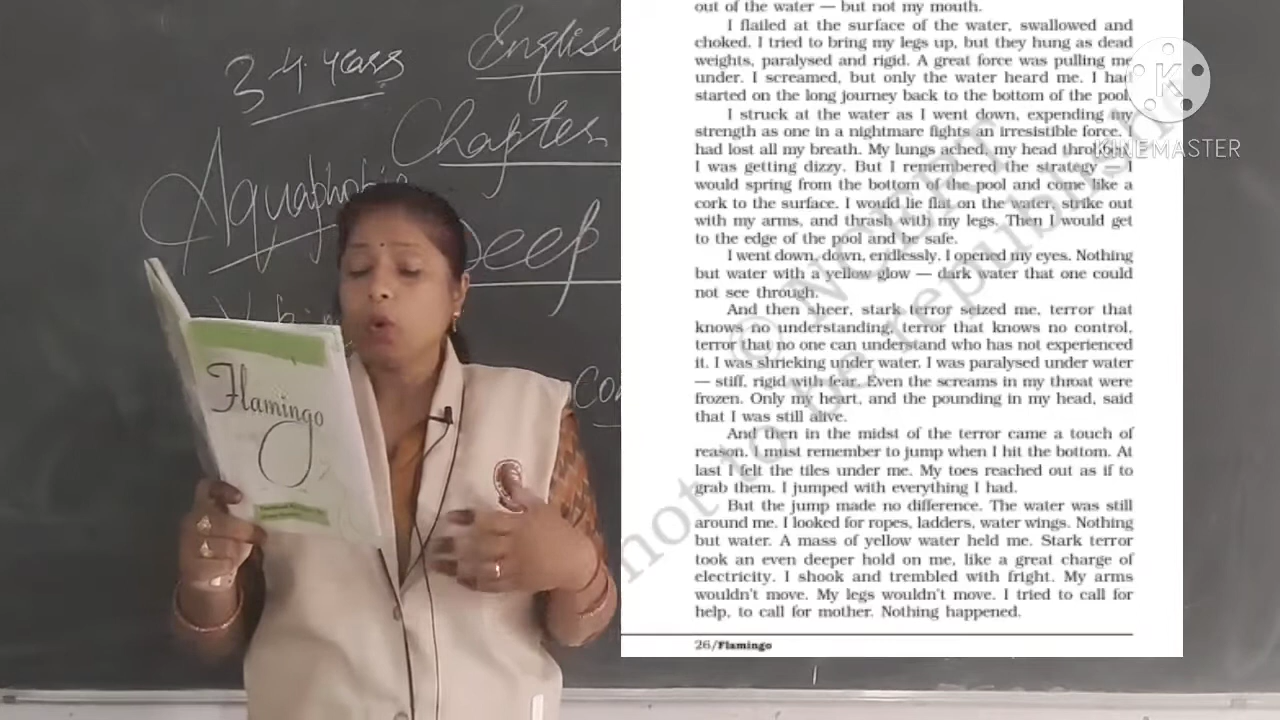 3-4 years
English
Chapter
Aquaphobia
Deep
Con
Flamingo
out of the water — but not my mouth.
I flailed at the surface of the water, swallowed and
choked. I tried to bring my legs up, but they hung as dead
weights, paralysed and rigid. A great force was pulling me
under. I screamed, but only the water heard me. I had
started on the long journey back to the bottom of the pool.
I struck at the water as I went down, expending my
strength as one in a nightmare fights an irresistible force. I
had lost all my breath. My lungs ached, my head throbbed.
I was getting dizzy. But I remembered the strategy — I
would spring from the bottom of the pool and come like a
cork to the surface. I would lie flat on the water, strike out
with my arms, and thrash with my legs. Then I would get
to the edge of the pool and be safe.
I went down, down, endlessly. I opened my eyes. Nothing
but water with a yellow glow — dark water that one could
not see through.
And then sheer, stark terror seized me, terror that
knows no understanding, terror that knows no control,
terror that no one can understand who has not experienced
it. I was shrieking under water. I was paralysed under water
— stiff, rigid with fear. Even the screams in my throat were
frozen. Only my heart, and the pounding in my head, said
that I was still alive.
And then in the midst of the terror came a touch of
reason. I must remember to jump when I hit the bottom. At
last I felt the tiles under me. My toes reached out as if to
grab them. I jumped with everything I had.
But the jump made no difference. The water was still
around me. I looked for ropes, ladders, water wings. Nothing
but water. A mass of yellow water held me. Stark terror
took an even deeper hold on me, like a great charge of
electricity. I shook and trembled with fright. My arms
wouldn't move. My legs wouldn't move. I tried to call for
help, to call for mother. Nothing happened.
26/Flamingo
© NCERT
not to be republished
K
KINEMASTER